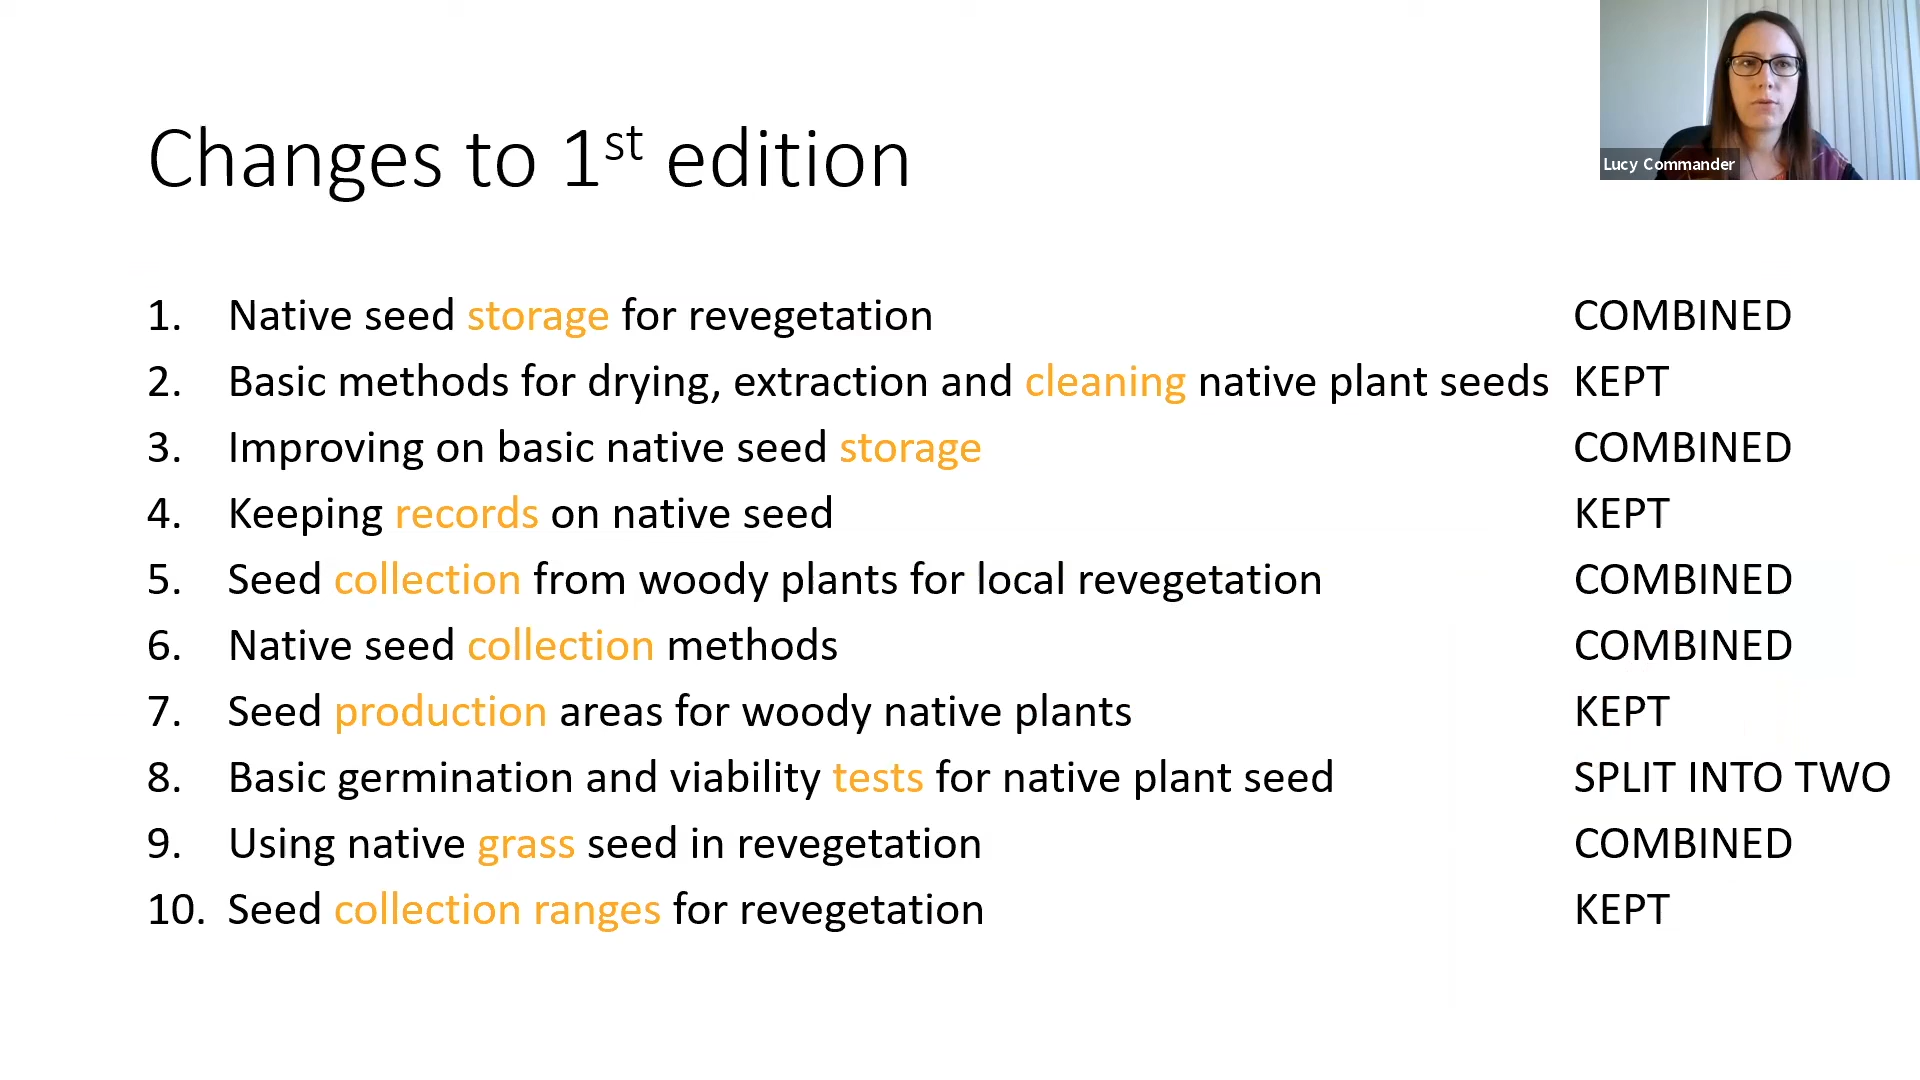 Lucy Commander
Changes to 1st edition
1. Native seed storage for revegetation COMBINED
2. Basic methods for drying, extraction and cleaning native plant seeds KEPT
3. Improving on basic native seed storage COMBINED
4. Keeping records on native seed KEPT
5. Seed collection from woody plants for local revegetation COMBINED
6. Native seed collection methods COMBINED
7. Seed production areas for woody native plants KEPT
8. Basic germination and viability tests for native plant seed SPLIT INTO TWO
9. Using native grass seed in revegetation COMBINED
10. Seed collection ranges for revegetation KEPT